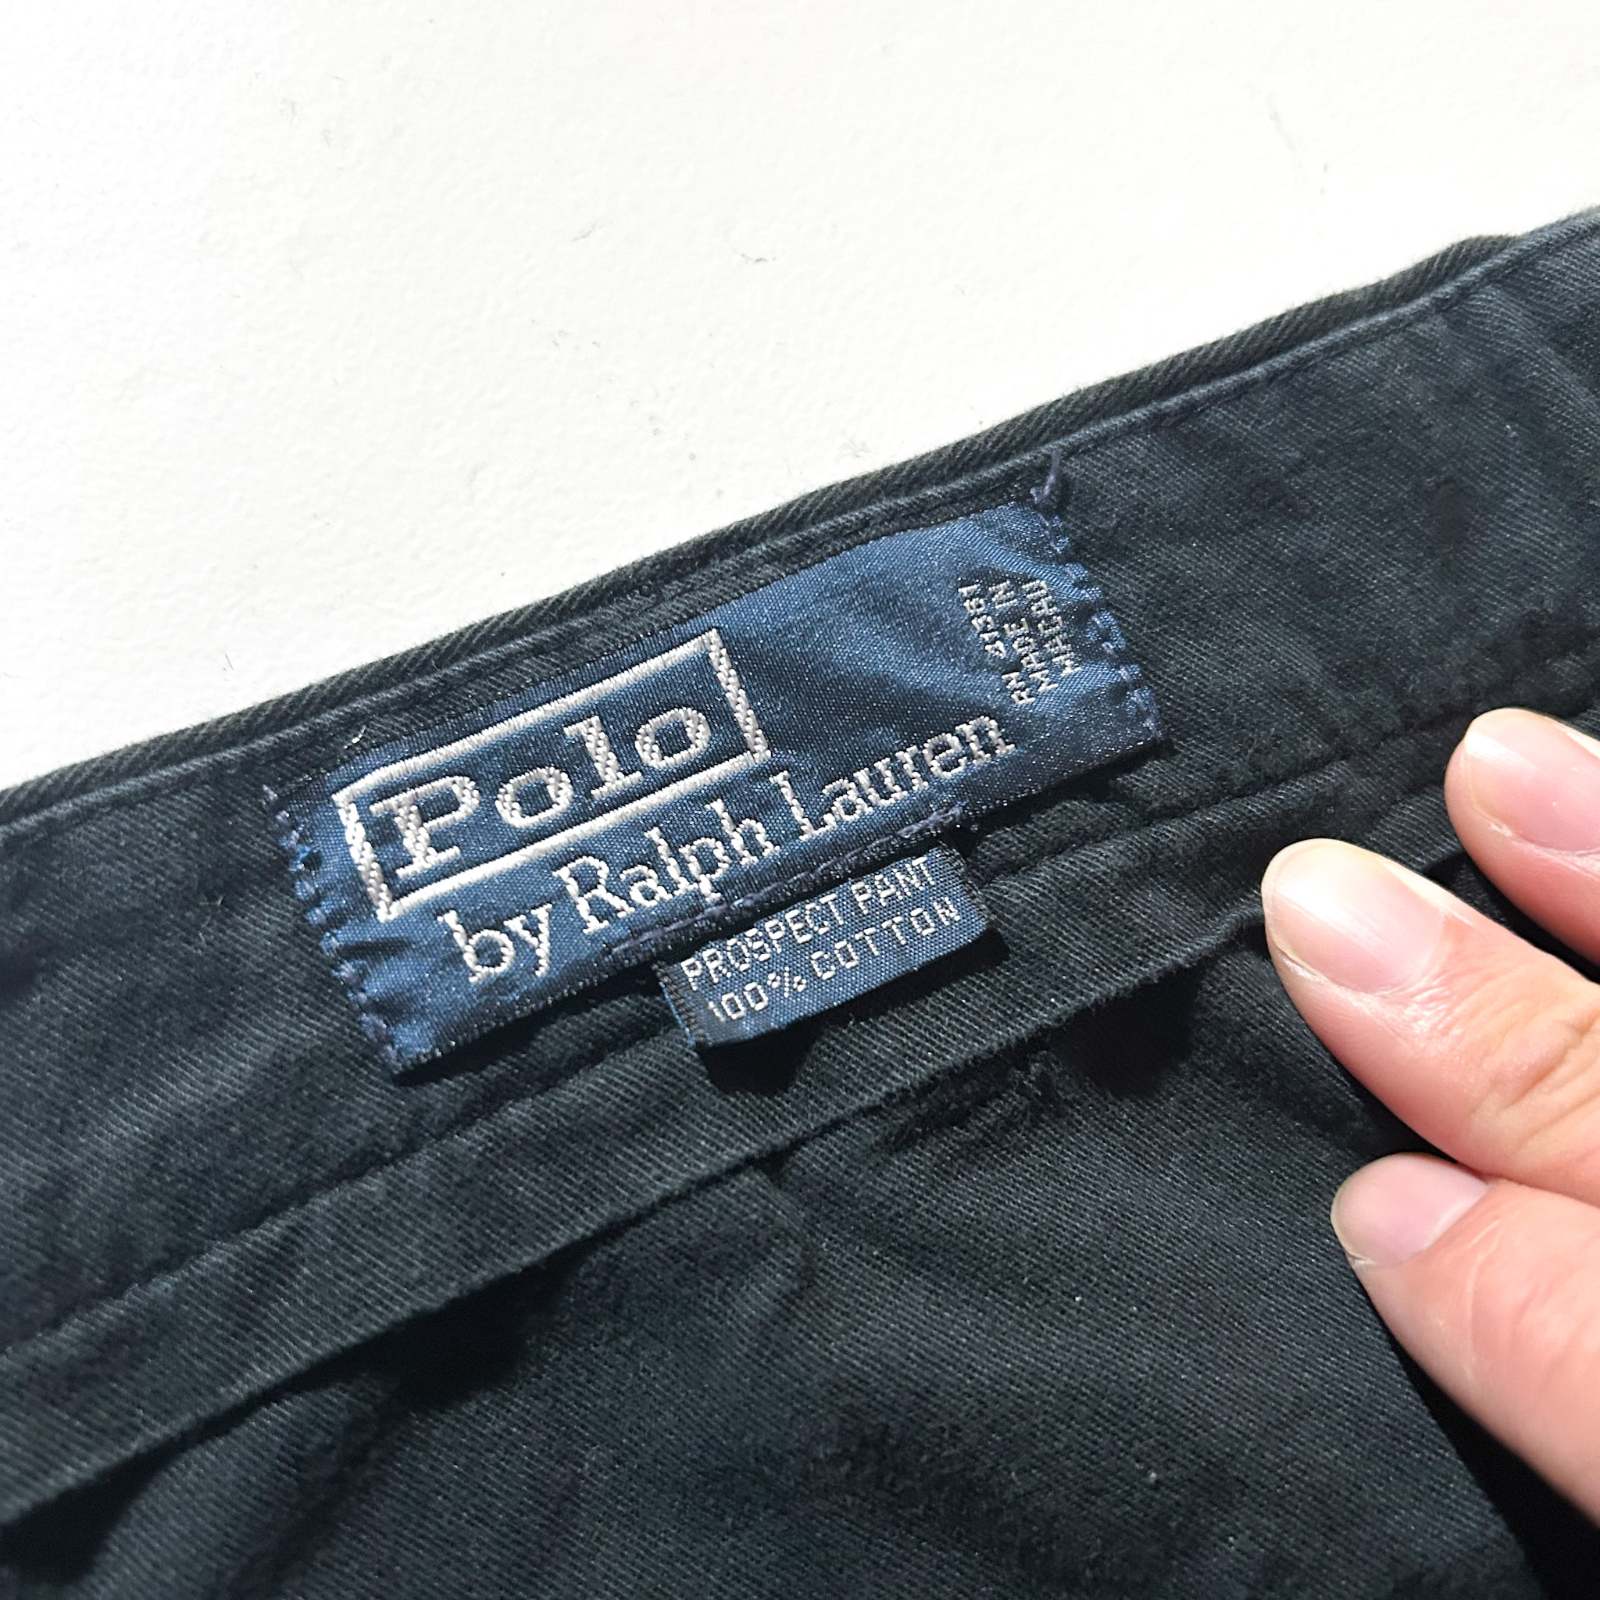 Polo
by Ralph Lauren
RN 41381
MADE IN
MACAU
PROSPECT PANT
100% COTTON